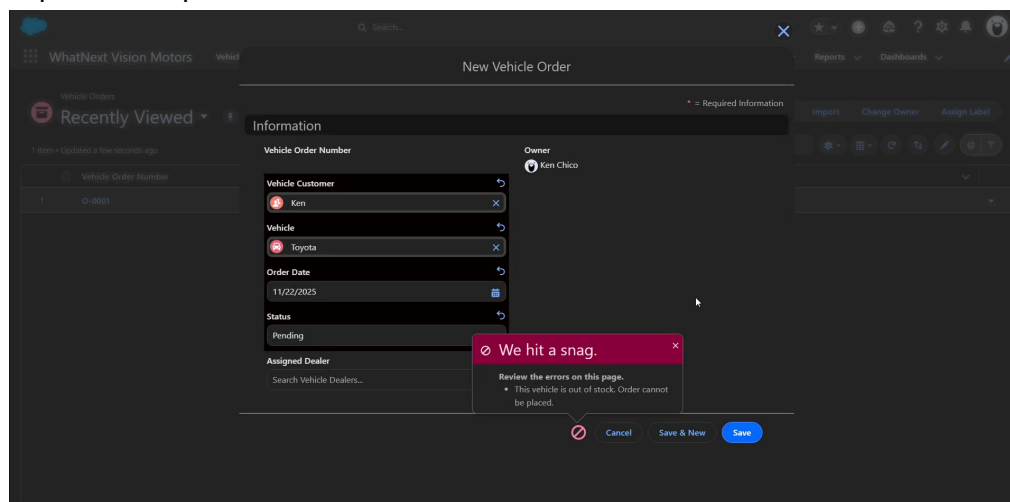 Search...
WhatNext Vision Motors
Reports
Dashboards
New Vehicle Order
Vehicle Orders
Recently Viewed
* = Required Information
Import
Change Owner
Assign Label
Information
1 item • Updated a few seconds ago
Vehicle Order Number
Owner
Ken Chico
Vehicle Order Number
Vehicle Customer
1
O-0001
Ken
Vehicle
Toyota
Order Date
11/22/2025
Status
Pending
We hit a snag.
Assigned Dealer
Search Vehicle Dealers...
Review the errors on this page.
• This vehicle is out of stock. Order cannot
be placed.
Cancel
Save & New
Save